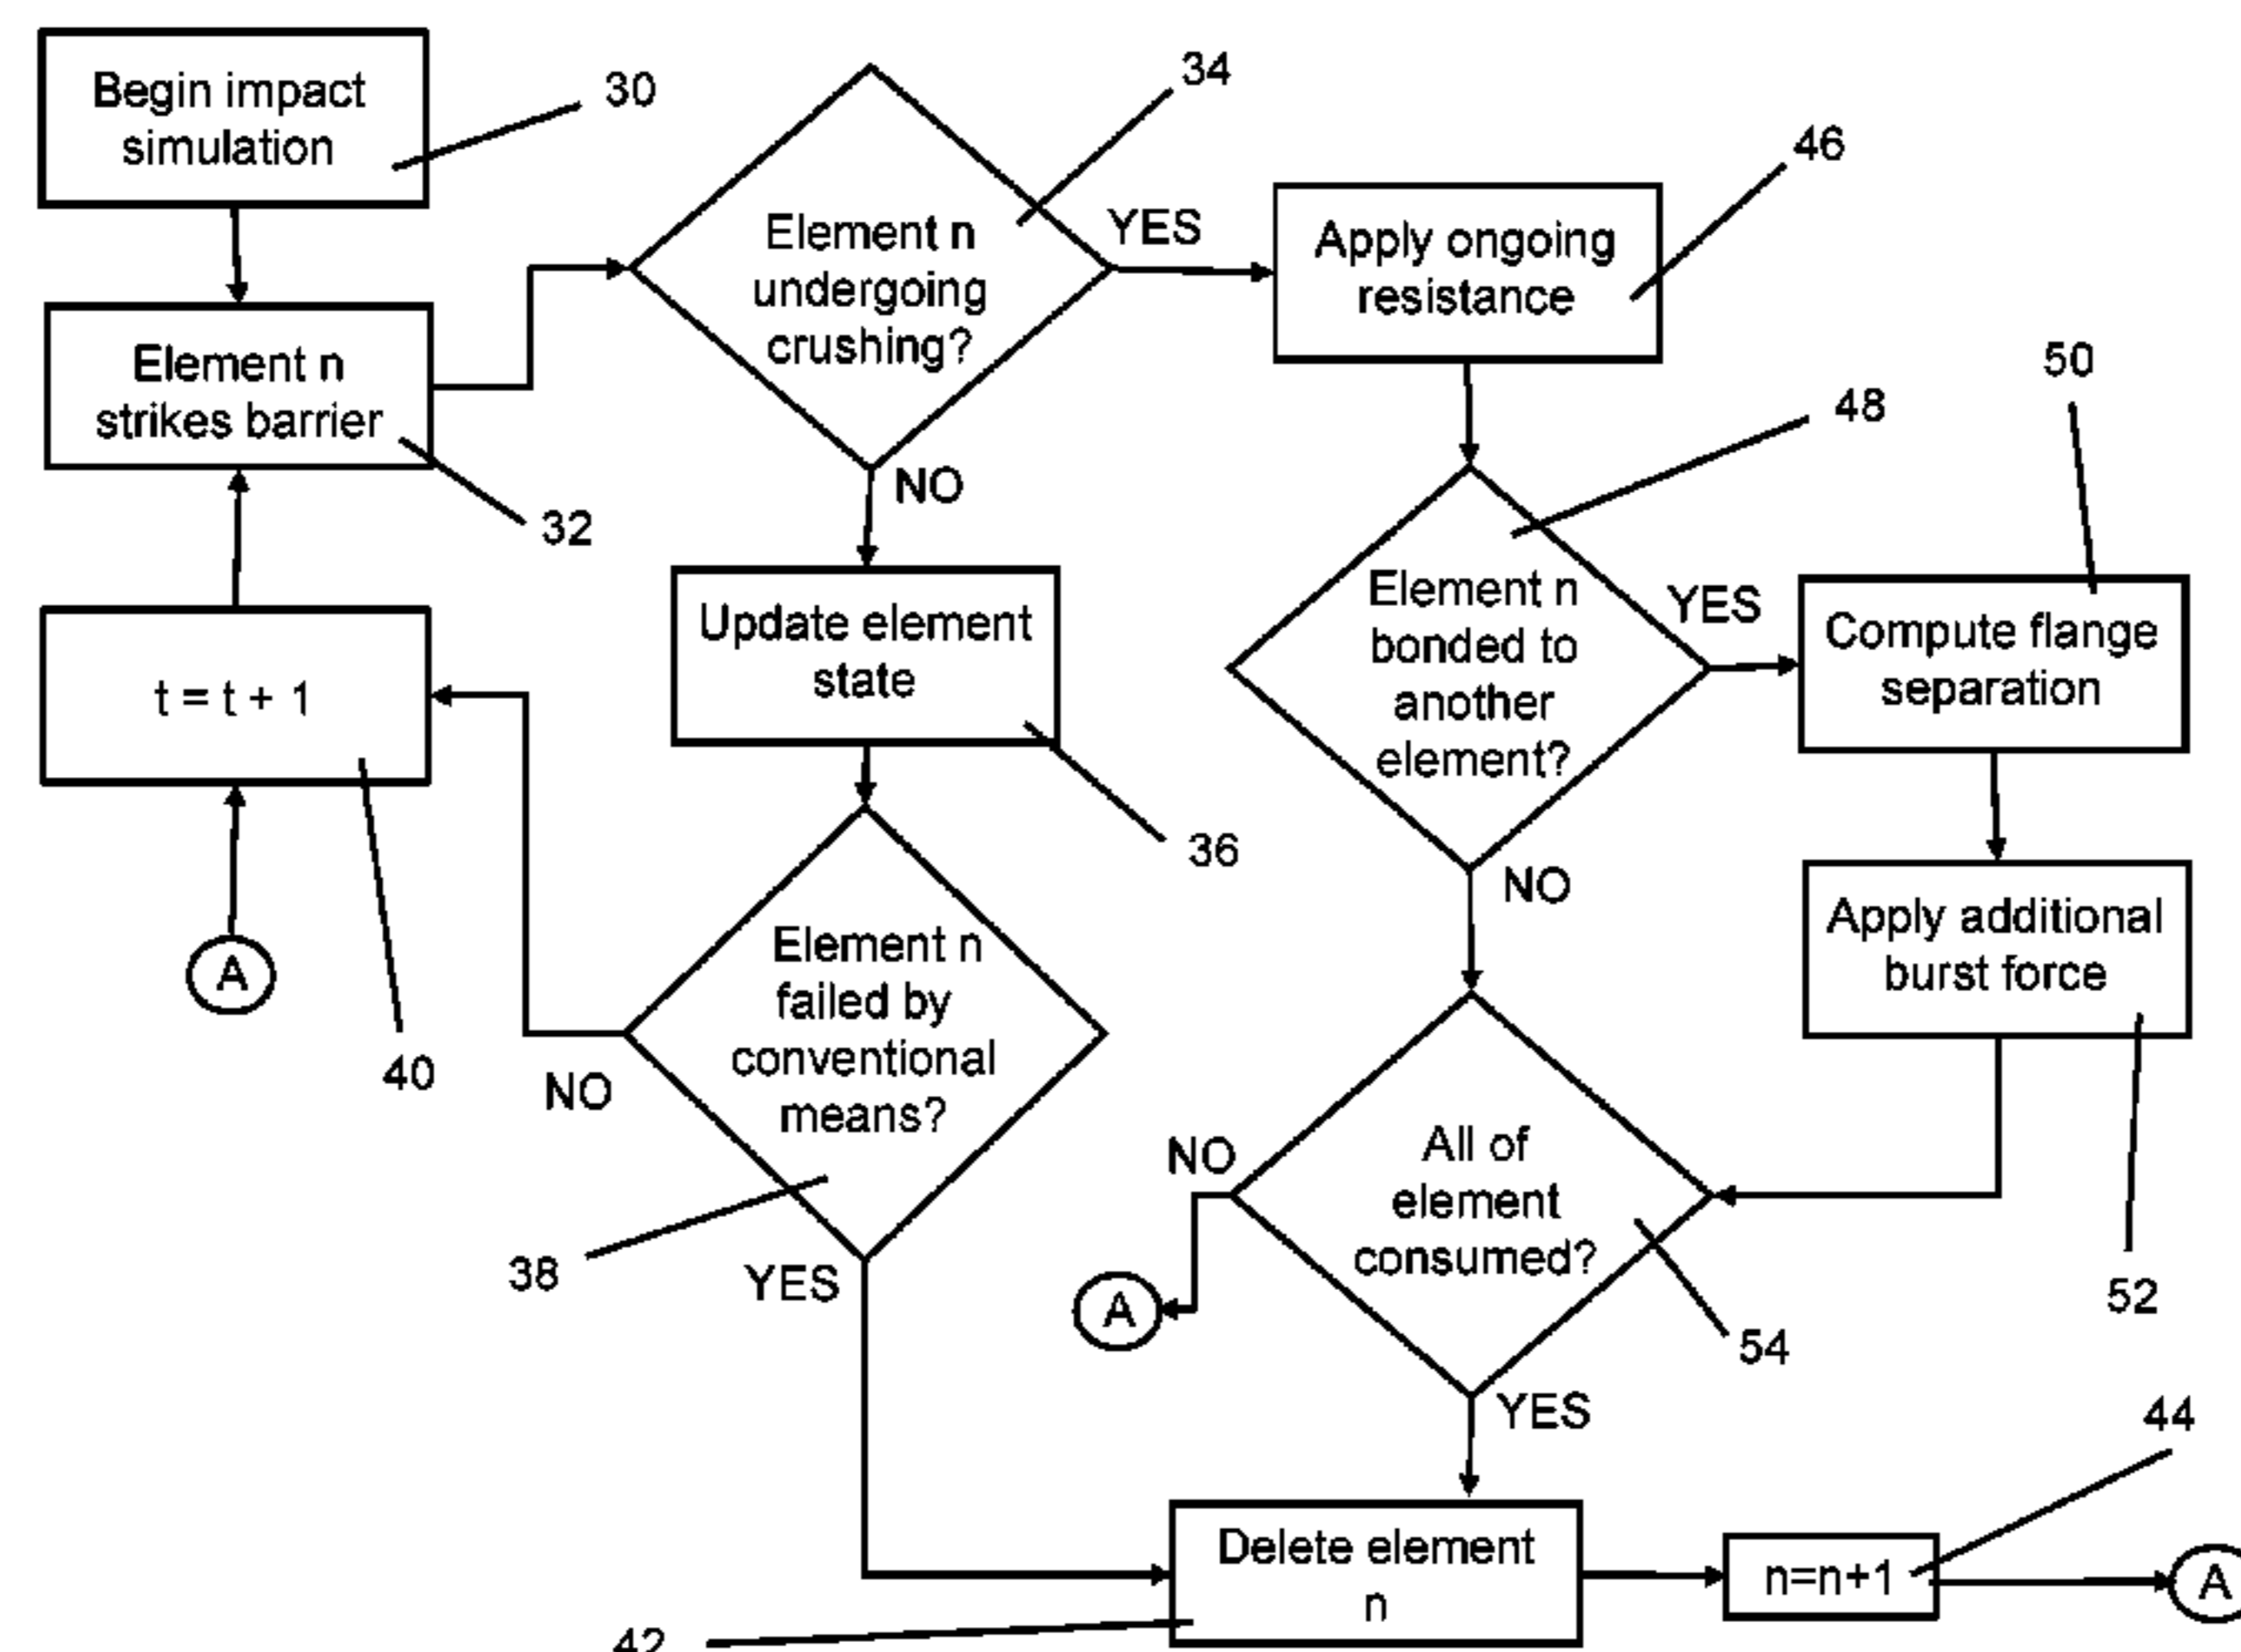 Begin impact
simulation
30
34
46
Element n
undergoing
crushing?
YES
Apply ongoing
resistance
Element n
strikes barrier
32
NO
48
50
t = t + 1
40
A
Update element
state
36
Element n
bonded to
another
element?
YES
Compute flange
separation
NO
Apply additional
burst force
52
Element n
failed by
conventional
means?
NO
38
YES
All of
element
consumed?
NO
A
54
YES
Delete element
n
42
n=n+1
44
A